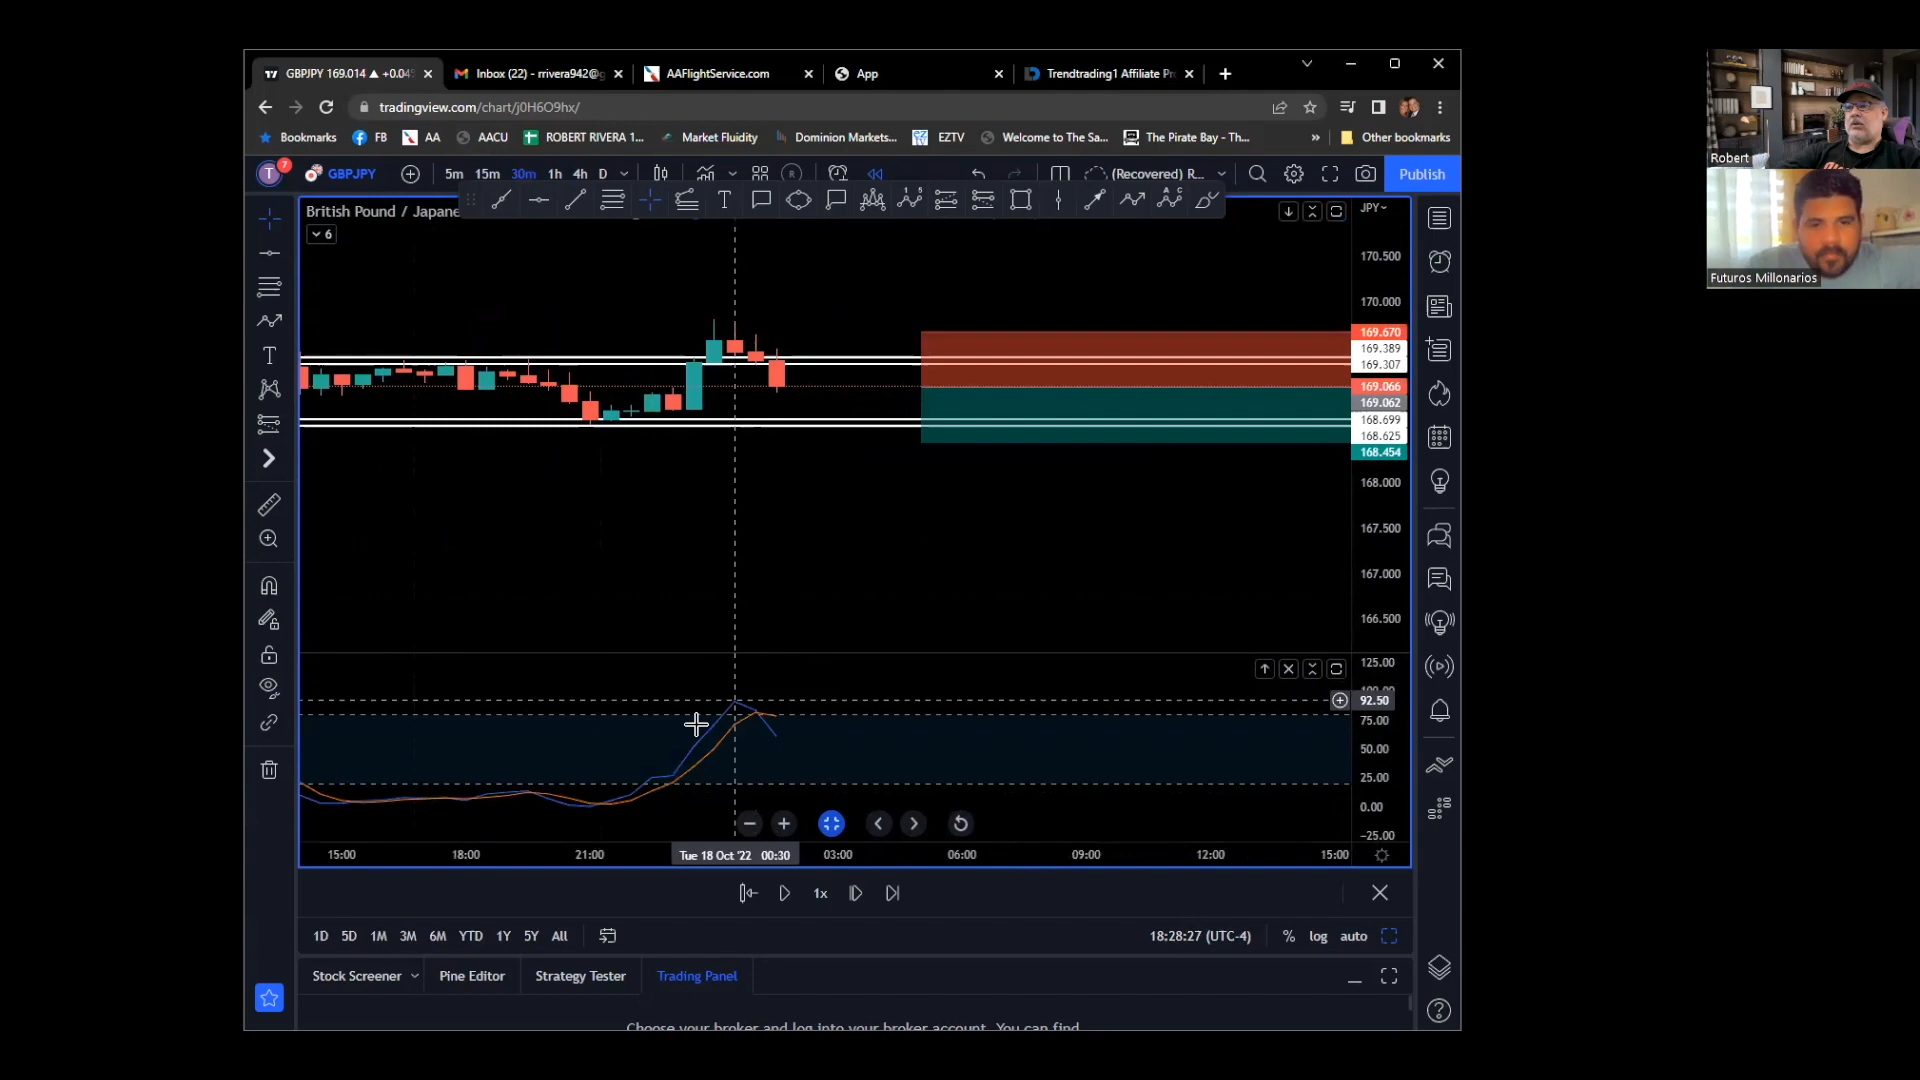 GBPJPY 169.014 ▲ +0.04
Inbox (22) - rrivera942@g
AAFlightService.com
App
Trendtrading1 Affiliate Pr
tradingview.com/chart/j0H6O9hx/
Bookmarks
FB
AA
AACU
ROBERT RIVERA 1...
Market Fluidity
Dominion Markets...
EZTV
Welcome to The Sa...
The Pirate Bay - Th...
»
Other bookmarks
T
7
GBPJPY
5m 15m 30m 1h 4h D
(Recovered) R...
Publish
British Pound / Japane
6
JPY
170.500
170.000
169.670
169.389
169.307
169.066
169.062
168.699
168.625
168.454
168.000
167.500
167.000
166.500
125.00
92.50
75.00
50.00
25.00
0.00
−25.00
15:00
18:00
21:00
Tue 18 Oct '22 00:30
03:00
06:00
09:00
12:00
15:00
1x
1D 5D 1M 3M 6M YTD 1Y 5Y All
18:28:27 (UTC-4)
% log auto
Stock Screener
Pine Editor
Strategy Tester
Trading Panel
Choose your broker and log into your broker account. You can find
Robert
Futuros Millonarios